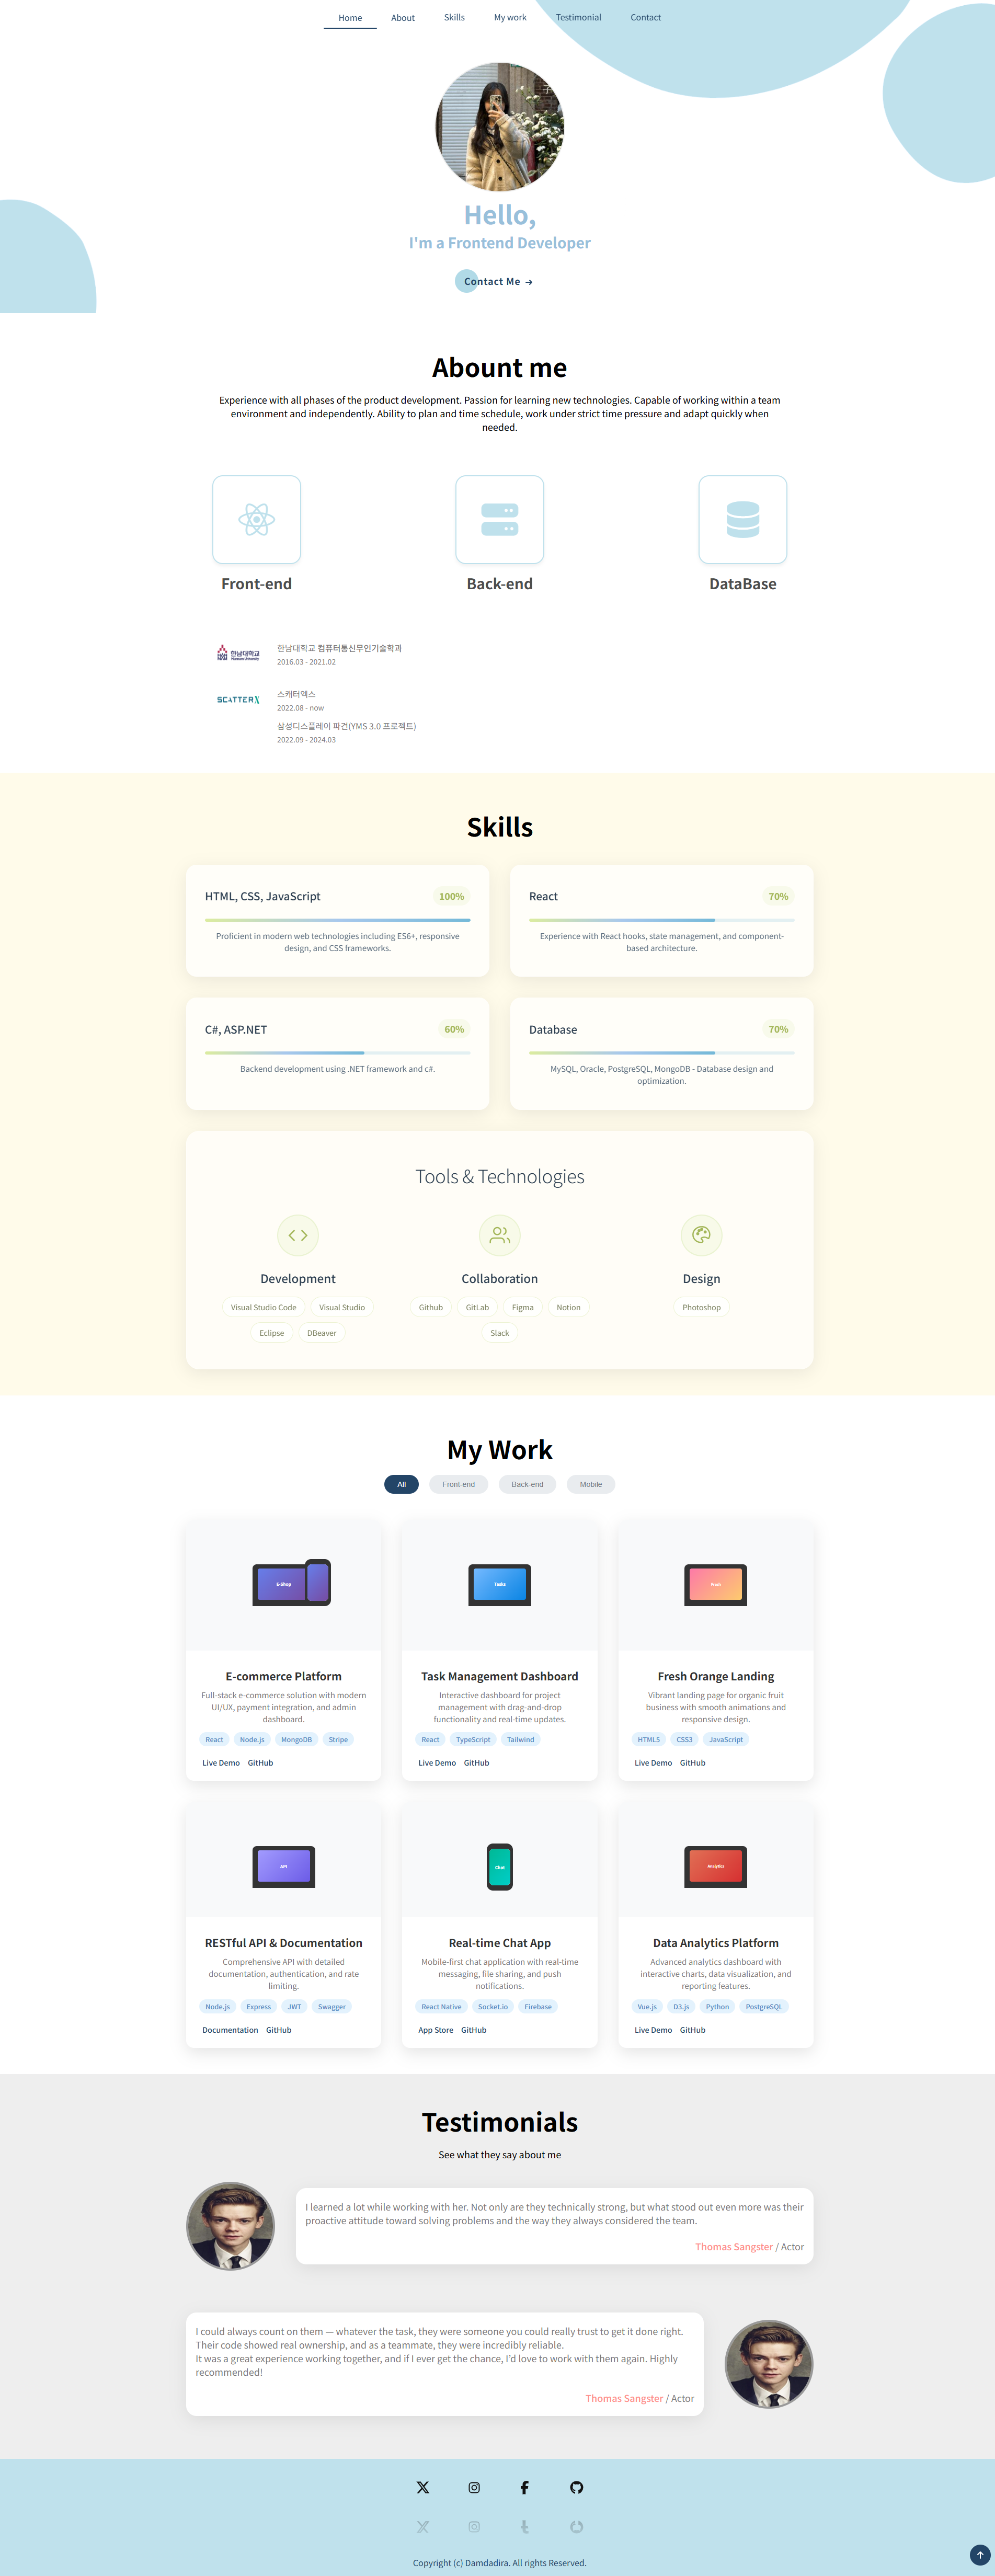 Home About Skills My work Testimonial Contact
Hello,
I'm a Frontend Developer
Contact Me →
Abount me
Experience with all phases of the product development. Passion for learning new technologies. Capable of working within a team
environment and independently. Ability to plan and time schedule, work under strict time pressure and adapt quickly when
needed.
Front-end
Back-end
DataBase
한남대학교
Hannam University
한남대학교 컴퓨터통신무인기술학과
2016.03 - 2021.02
SCATTERX
스캐터엑스
2022.08 - now
삼성디스플레이 파견(YMS 3.0 프로젝트)
2022.09 - 2024.03
Skills
HTML, CSS, JavaScript 100%
Proficient in modern web technologies including ES6+, responsive
design, and CSS frameworks.
React 70%
Experience with React hooks, state management, and component-
based architecture.
C#, ASP.NET 60%
Backend development using .NET framework and c#.
Database 70%
MySQL, Oracle, PostgreSQL, MongoDB - Database design and
optimization.
Tools & Technologies
Development
Visual Studio Code Visual Studio
Eclipse DBeaver
Collaboration
Github GitLab Figma Notion
Slack
Design
Photoshop
My Work
All Front-end Back-end Mobile
E-Shop
E-commerce Platform
Full-stack e-commerce solution with modern
UI/UX, payment integration, and admin
dashboard.
React Node.js MongoDB Stripe
Live Demo GitHub
Tasks
Task Management Dashboard
Interactive dashboard for project
management with drag-and-drop
functionality and real-time updates.
React TypeScript Tailwind
Live Demo GitHub
Fresh
Fresh Orange Landing
Vibrant landing page for organic fruit
business with smooth animations and
responsive design.
HTML5 CSS3 JavaScript
Live Demo GitHub
API
RESTful API & Documentation
Comprehensive API with detailed
documentation, authentication, and rate
limiting.
Node.js Express JWT Swagger
Documentation GitHub
Chat
Real-time Chat App
Mobile-first chat application with real-time
messaging, file sharing, and push
notifications.
React Native Socket.io Firebase
App Store GitHub
Analytics
Data Analytics Platform
Advanced analytics dashboard with
interactive charts, data visualization, and
reporting features.
Vue.js D3.js Python PostgreSQL
Live Demo GitHub
Testimonials
See what they say about me
I learned a lot while working with her. Not only are they technically strong, but what stood out even more was their
proactive attitude toward solving problems and the way they always considered the team.
Thomas Sangster / Actor
I could always count on them — whatever the task, they were someone you could really trust to get it done right.
Their code showed real ownership, and as a teammate, they were incredibly reliable.
It was a great experience working together, and if I ever get the chance, I'd love to work with them again. Highly
recommended!
Thomas Sangster / Actor
Copyright (c) Damdadira. All rights Reserved.